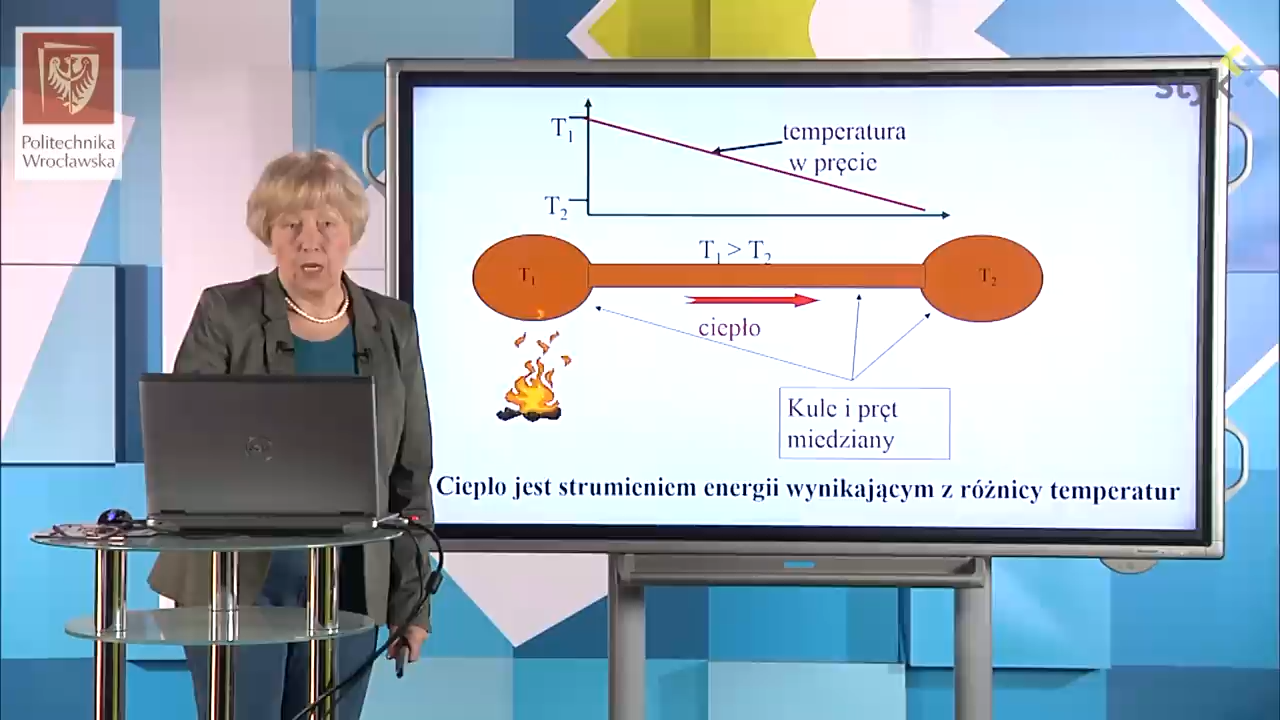 Politechnika
Wrocławska
styk
T1
temperatura
w pręcie
T2
T1 > T2
T1
T2
ciepło
Kule i pręt
miedziany
Ciepło jest strumieniem energii wynikającym z różnicy temperatur